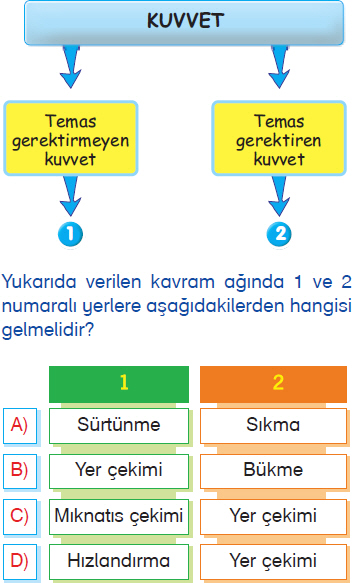 KUVVET
Temas
gerektirmeyen
kuvvet
Temas
gerektiren
kuvvet
1
2
Yukarıda verilen kavram ağında 1 ve 2
numaralı yerlere aşağıdakilerden hangisi
gelmelidir?
1 2
A) Sürtünme Sıkma
B) Yer çekimi Bükme
C) Mıknatıs çekimi Yer çekimi
D) Hızlandırma Yer çekimi